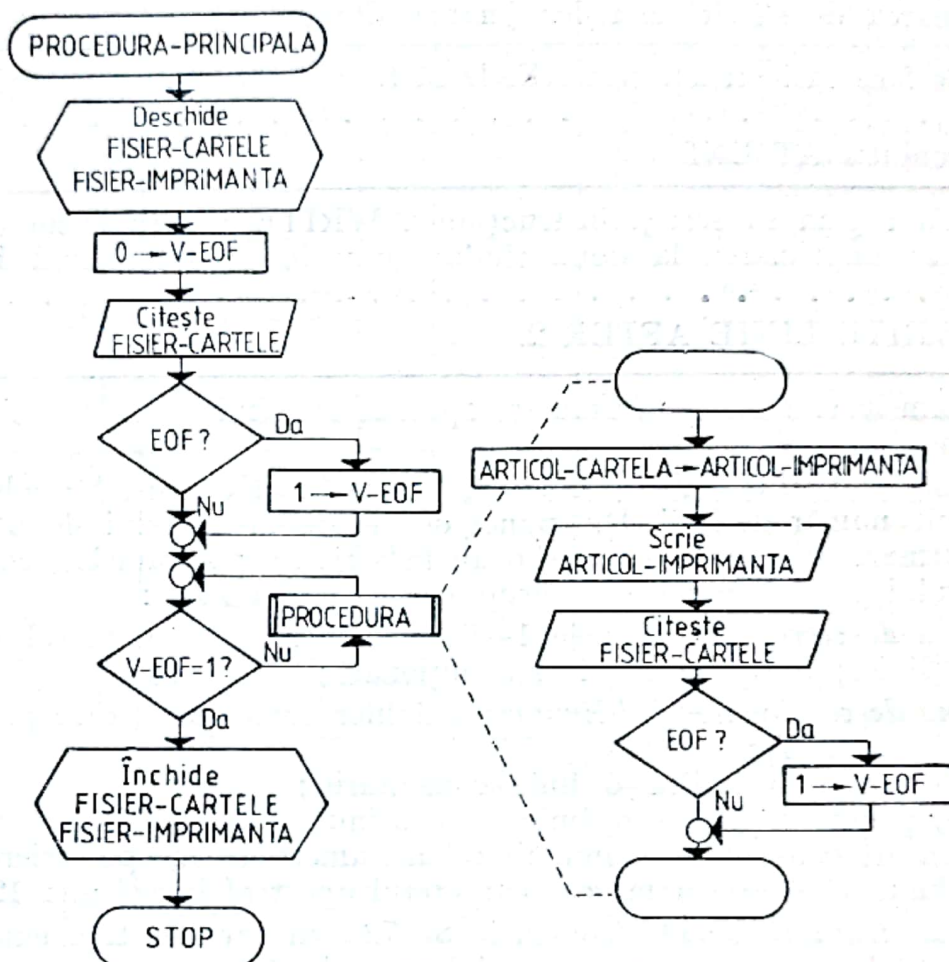 PROCEDURA-PRINCIPALA
Deschide
FISIER-CARTELE
FISIER-IMPRIMANTA
0 → V-EOF
Citește
FISIER-CARTELE
EOF?
Da
1 → V-EOF
Nu
PROCEDURA
V-EOF=1?
Nu
Da
Închide
FISIER-CARTELE
FISIER-IMPRIMANTA
STOP
ARTICOL-CARTELA → ARTICOL-IMPRIMANTA
Scrie
ARTICOL-IMPRIMANTA
Citește
FISIER-CARTELE
EOF?
Da
1 → V-EOF
Nu